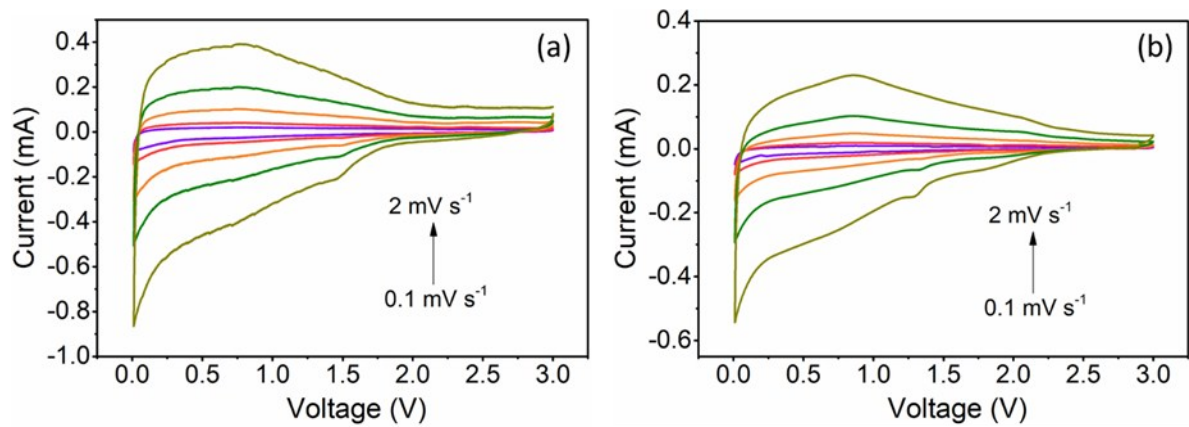 (a)
Current (mA)
0.4
0.2
0.0
-0.2
-0.4
-0.6
-0.8
-1.0
2 mV s⁻¹
0.1 mV s⁻¹
0.0 0.5 1.0 1.5 2.0 2.5 3.0
Voltage (V)
(b)
Current (mA)
0.4
0.2
0.0
-0.2
-0.4
-0.6
2 mV s⁻¹
0.1 mV s⁻¹
0.0 0.5 1.0 1.5 2.0 2.5 3.0
Voltage (V)